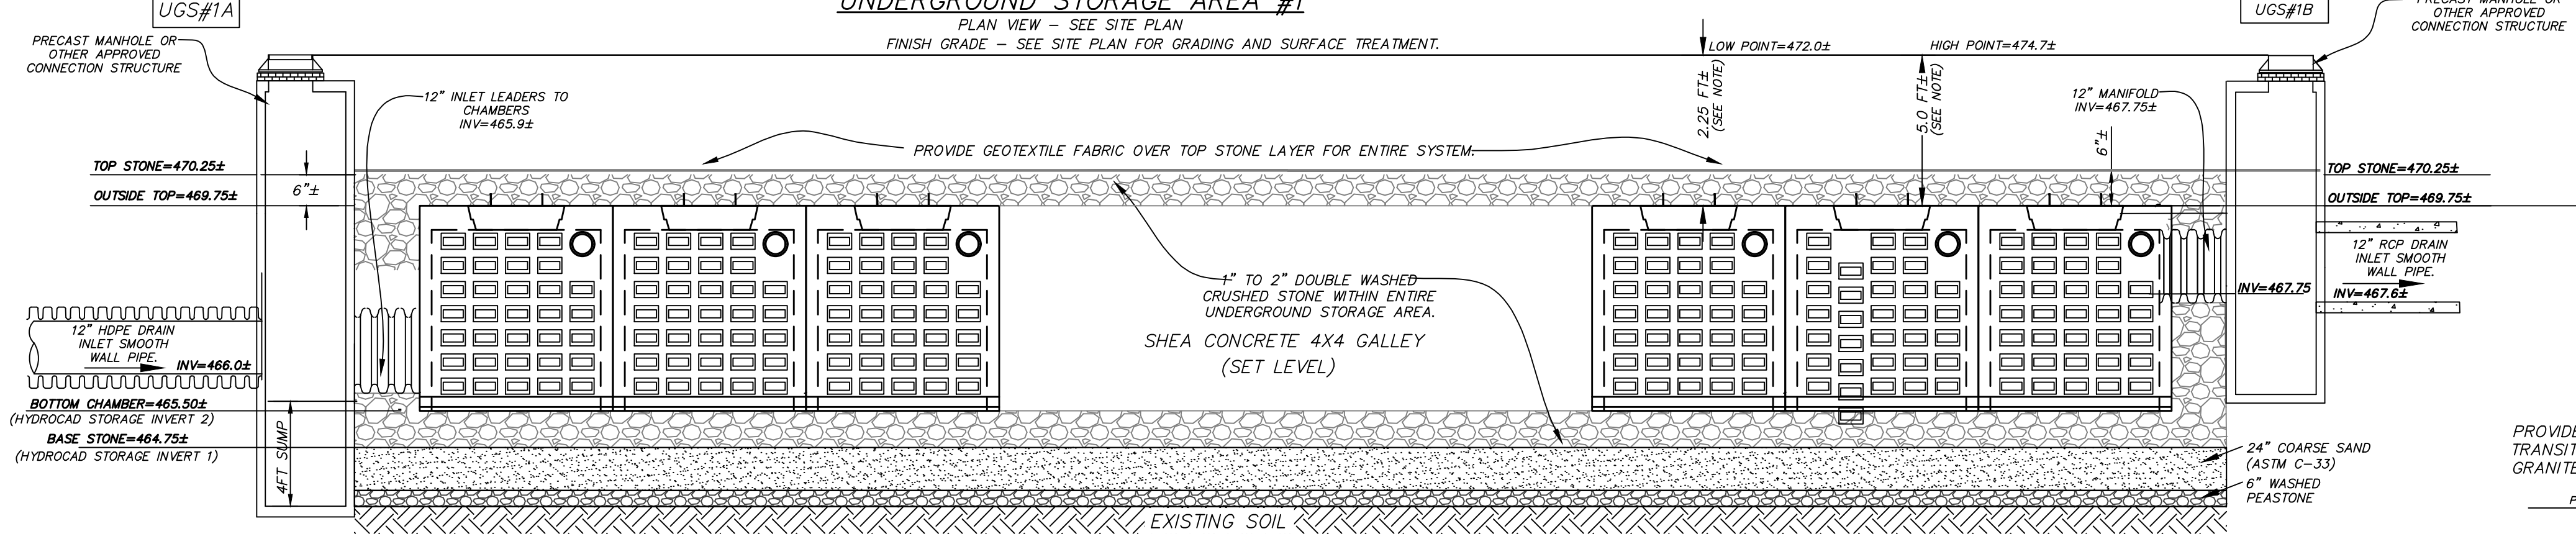 UGS#1A
UNDERGROUND STORAGE AREA #1
PLAN VIEW – SEE SITE PLAN
FINISH GRADE – SEE SITE PLAN FOR GRADING AND SURFACE TREATMENT.
UGS#1B
PRECAST MANHOLE OR
OTHER APPROVED
CONNECTION STRUCTURE
PRECAST MANHOLE OR
OTHER APPROVED
CONNECTION STRUCTURE
LOW POINT=472.0±
HIGH POINT=474.7±
2.25 FT±
(SEE NOTE)
5.0 FT±
(SEE NOTE)
12" INLET LEADERS TO
CHAMBERS
INV=465.9±
12" MANIFOLD
INV=467.75±
6"±
PROVIDE GEOTEXTILE FABRIC OVER TOP STONE LAYER FOR ENTIRE SYSTEM.
TOP STONE=470.25±
6"±
OUTSIDE TOP=469.75±
TOP STONE=470.25±
OUTSIDE TOP=469.75±
12" RCP DRAIN
INLET SMOOTH
WALL PIPE.
INV=467.75
INV=467.6±
1" TO 2" DOUBLE WASHED
CRUSHED STONE WITHIN ENTIRE
UNDERGROUND STORAGE AREA.
SHEA CONCRETE 4X4 GALLEY
(SET LEVEL)
12" HDPE DRAIN
INLET SMOOTH
WALL PIPE.
INV=466.0±
BOTTOM CHAMBER=465.50±
(HYDROCAD STORAGE INVERT 2)
BASE STONE=464.75±
(HYDROCAD STORAGE INVERT 1)
4FT SUMP
24" COARSE SAND
(ASTM C–33)
6" WASHED
PEASTONE
EXISTING SOIL
PROVIDE
TRANSIT
GRANITE
P